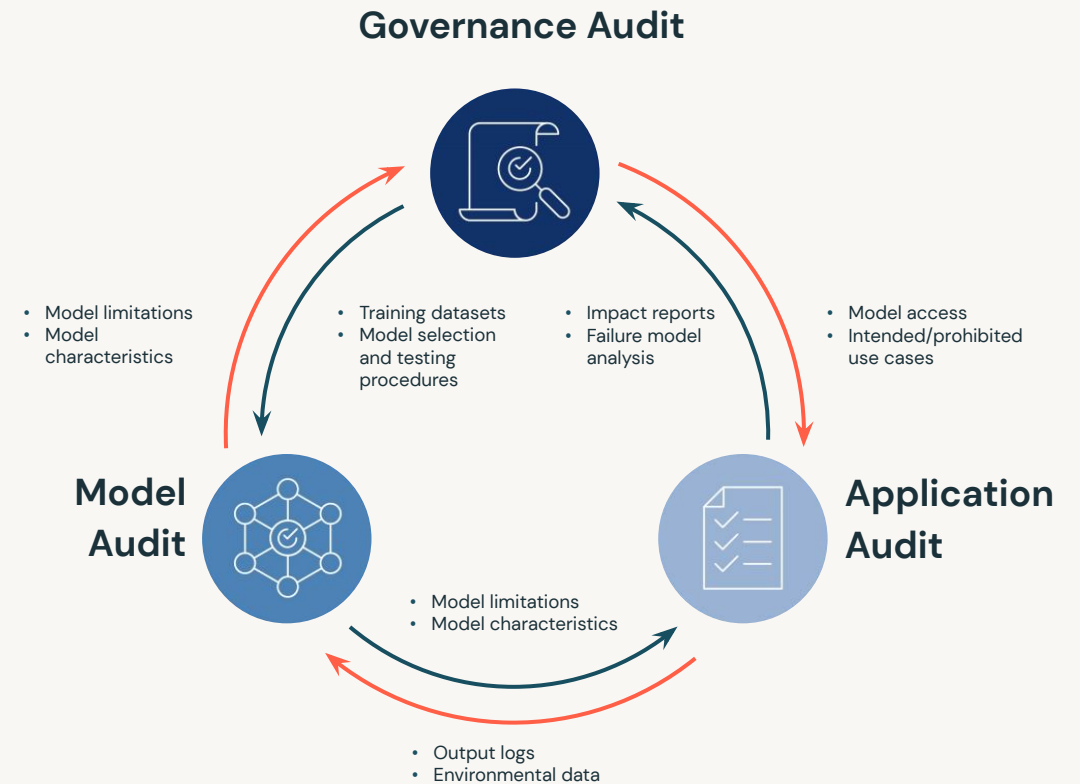 Governance Audit
• Model limitations
• Model
characteristics
• Training datasets
• Model selection
and testing
procedures
• Impact reports
• Failure model
analysis
• Model access
• Intended/prohibited
use cases
Model
Audit
Application
Audit
• Model limitations
• Model characteristics
• Output logs
• Environmental data